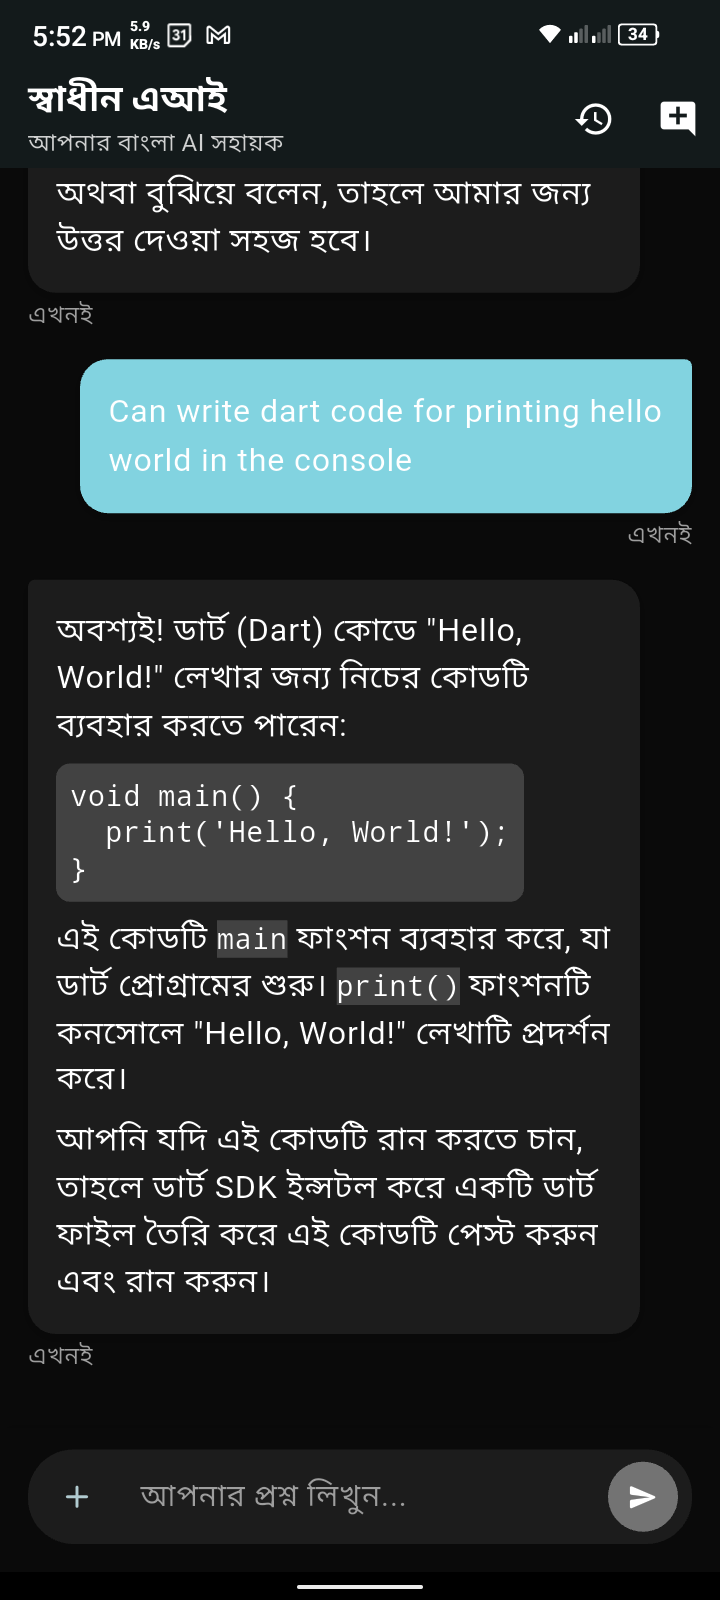 5:52 PM 5.9 KB/s 31 34
স্বাধীন এআই
আপনার বাংলা AI সহায়ক
অথবা বুঝিয়ে বলেন, তাহলে আমার জন্য
উত্তর দেওয়া সহজ হবে।
এখনই
Can write dart code for printing hello
world in the console
এখনই
অবশ্যই! ডার্ট (Dart) কোডে "Hello,
World!" লেখার জন্য নিচের কোডটি
ব্যবহার করতে পারেন:
void main() {
  print('Hello, World!');
}
এই কোডটি main ফাংশন ব্যবহার করে, যা
ডার্ট প্রোগ্রামের শুরু। print() ফাংশনটি
কনসোলে "Hello, World!" লেখাটি প্রদর্শন
করে।
আপনি যদি এই কোডটি রান করতে চান,
তাহলে ডার্ট SDK ইন্সটল করে একটি ডার্ট
ফাইল তৈরি করে এই কোডটি পেস্ট করুন
এবং রান করুন।
এখনই
আপনার প্রশ্ন লিখুন...